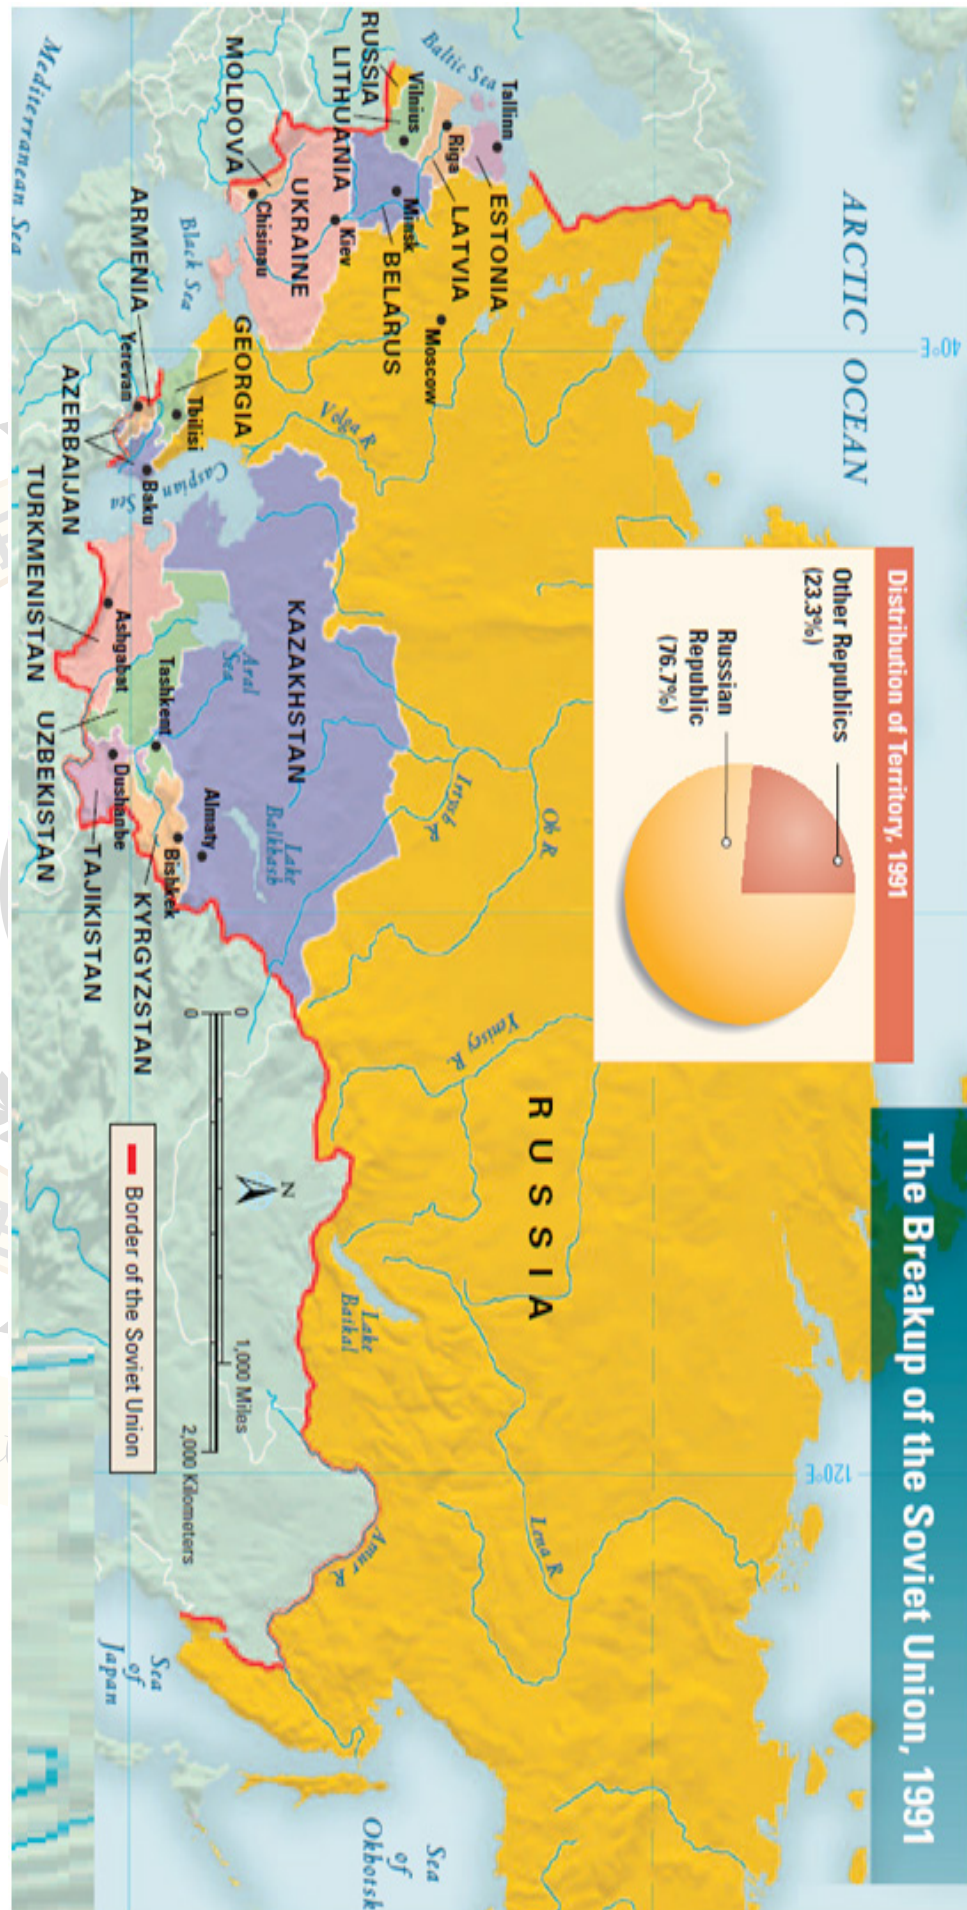 The Breakup of the Soviet Union, 1991
Distribution of Territory, 1991
Other Republics
(23.3%)
Russian
Republic
(76.7%)
ARCTIC OCEAN
40°E
120°E
Baltic Sea
Tallinn
ESTONIA
Riga
LATVIA
Vilnius
RUSSIA
LITHUANIA
Minsk
BELARUS
Moscow
MOLDOVA
Chisinau
UKRAINE
Kiev
Mediterranean Sea
Black Sea
ARMENIA
Yerevan
GEORGIA
Tbilisi
AZERBAIJAN
Baku
Caspian
Sea
Volga R.
TURKMENISTAN
Ashgabat
UZBEKISTAN
Tashkent
Aral
Sea
KAZAKHSTAN
Dushanbe
TAJIKISTAN
Almaty
Lake
Balkhash
Bishkek
KYRGYZSTAN
Irtysh R.
Ob R.
Yenisey R.
RUSSIA
Lake
Baikal
Lena R.
Amur R.
Sea
of
Okhotsk
Sea
of
Japan
N
0
1,000 Miles
0
2,000 Kilometers
Border of the Soviet Union